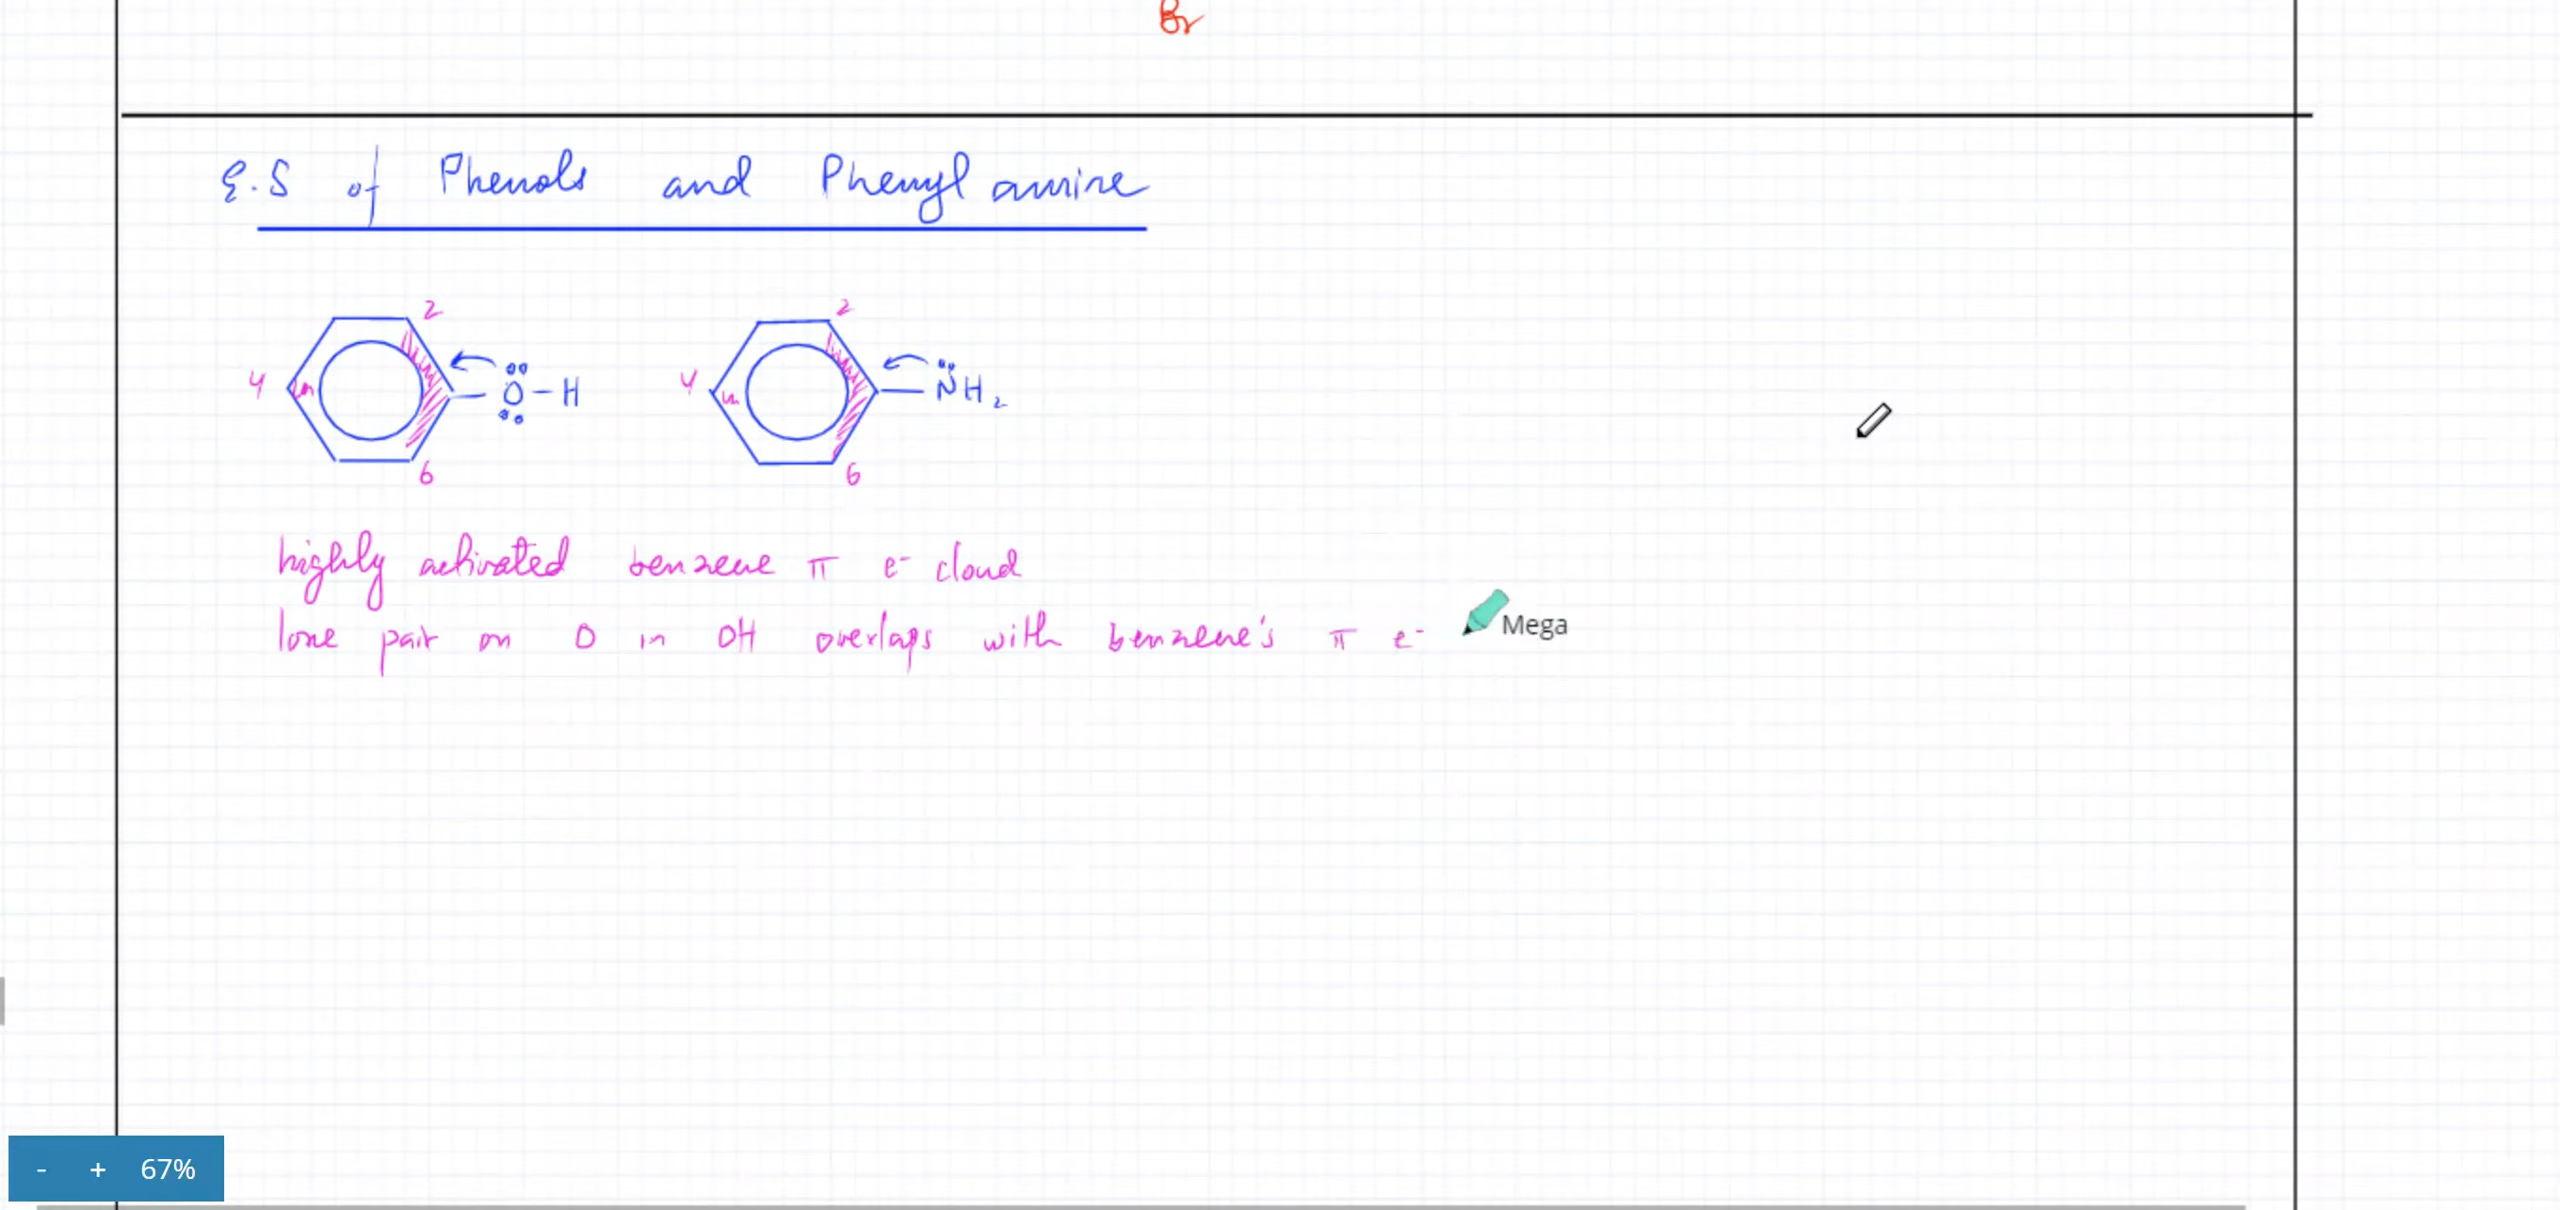 Br
E.S of Phenols and Phenyl amine
2
4
O-H
6
2
4
NH2
6
highly activated benzene π e- cloud
lone pair on O in OH overlaps with benzene's π e-
Mega
- + 67%